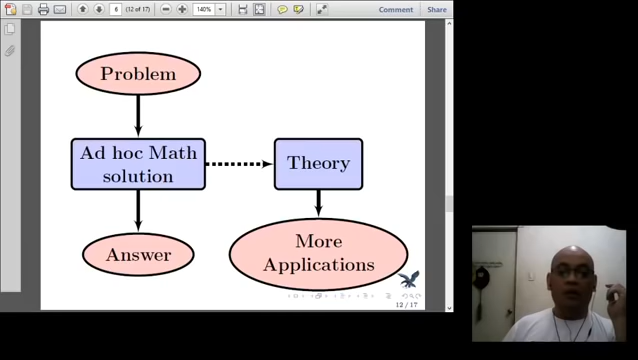 6 (12 of 17) 140% Comment Share
Problem
Ad hoc Math
solution
Theory
Answer
More
Applications
12 / 17